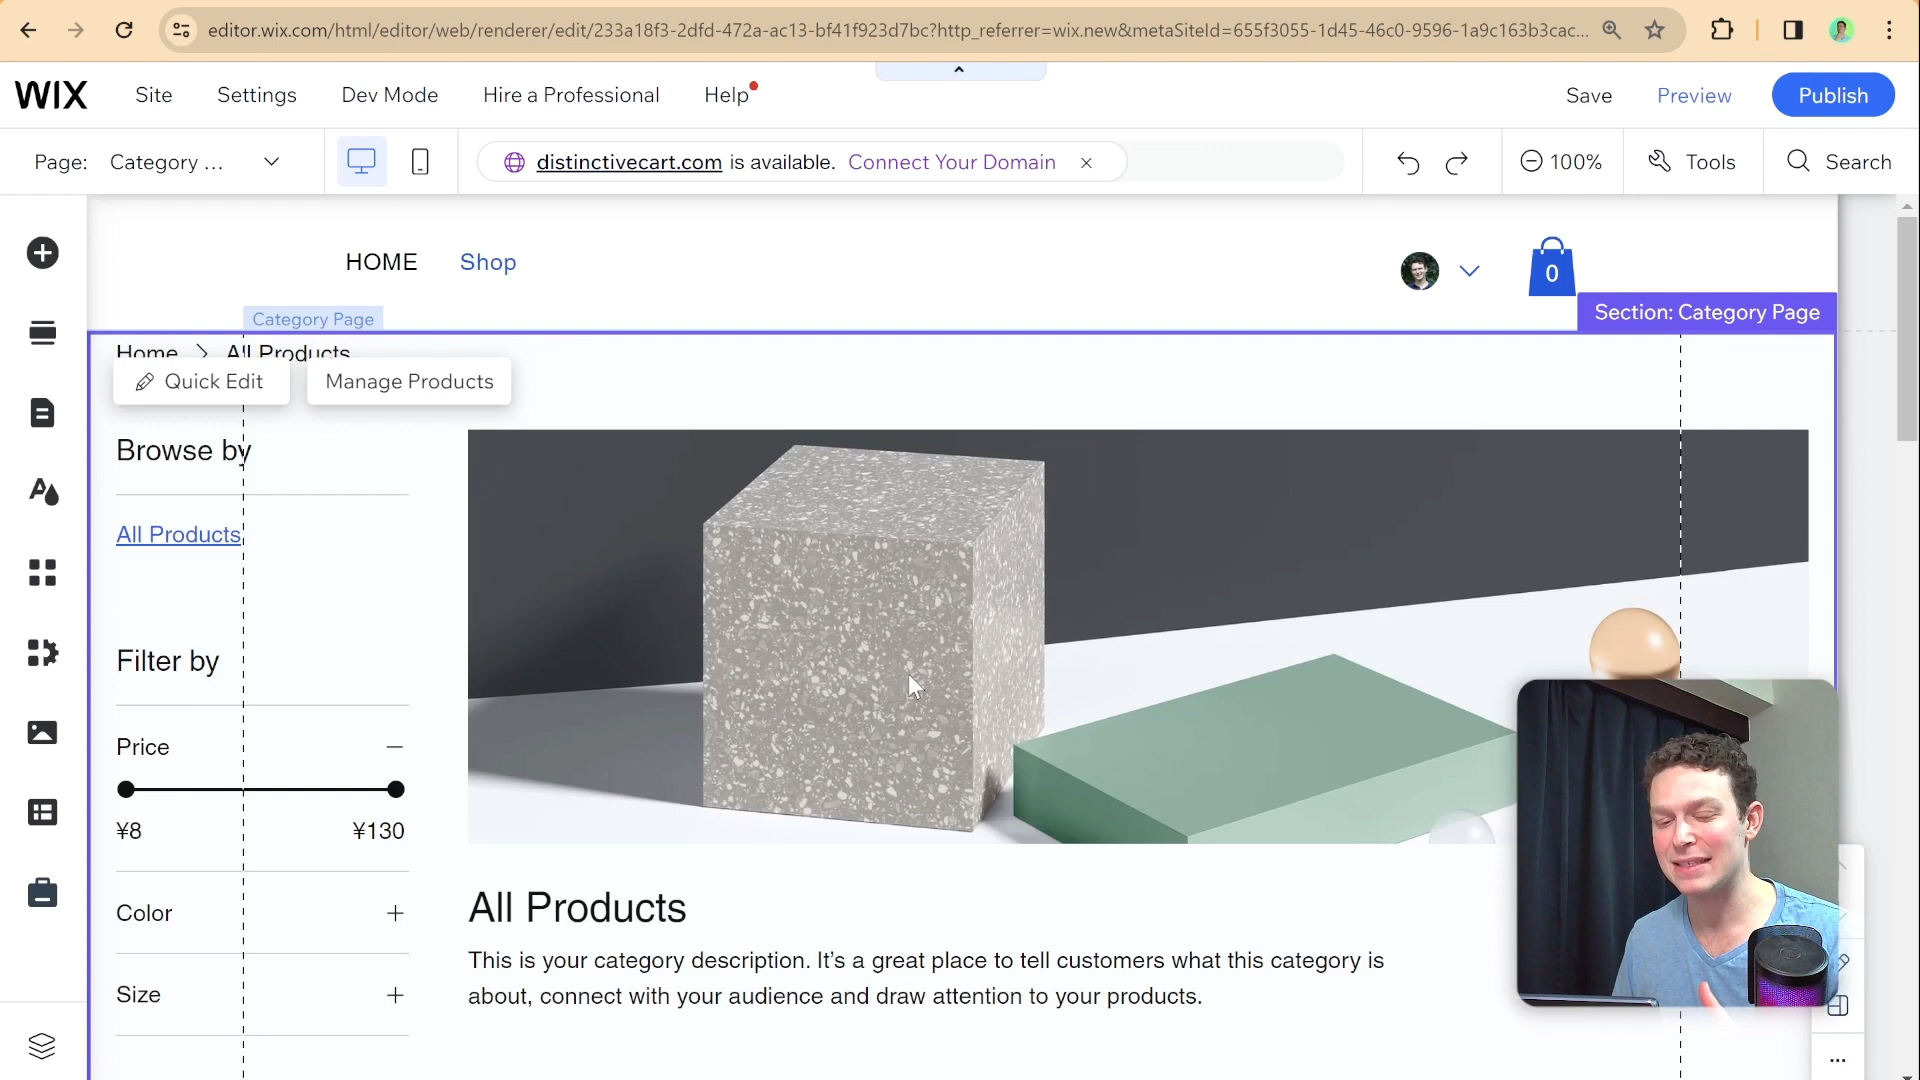 editor.wix.com/html/editor/web/renderer/edit/233a18f3-2dfd-472a-ac13-bf41f923d7bc?http_referrer=wix.new&metaSiteId=655f3055-1d45-46c0-9596-1a9c163b3cac...
WIX Site Settings Dev Mode Hire a Professional Help Save Preview Publish
Page: Category ... distinctivecart.com is available. Connect Your Domain 100% Tools Search
HOME Shop 0
Category Page Section: Category Page
Home > All Products
Quick Edit Manage Products
Browse by
All Products
Filter by
Price
¥8 ¥130
Color
Size
All Products
This is your category description. It’s a great place to tell customers what this category is
about, connect with your audience and draw attention to your products.